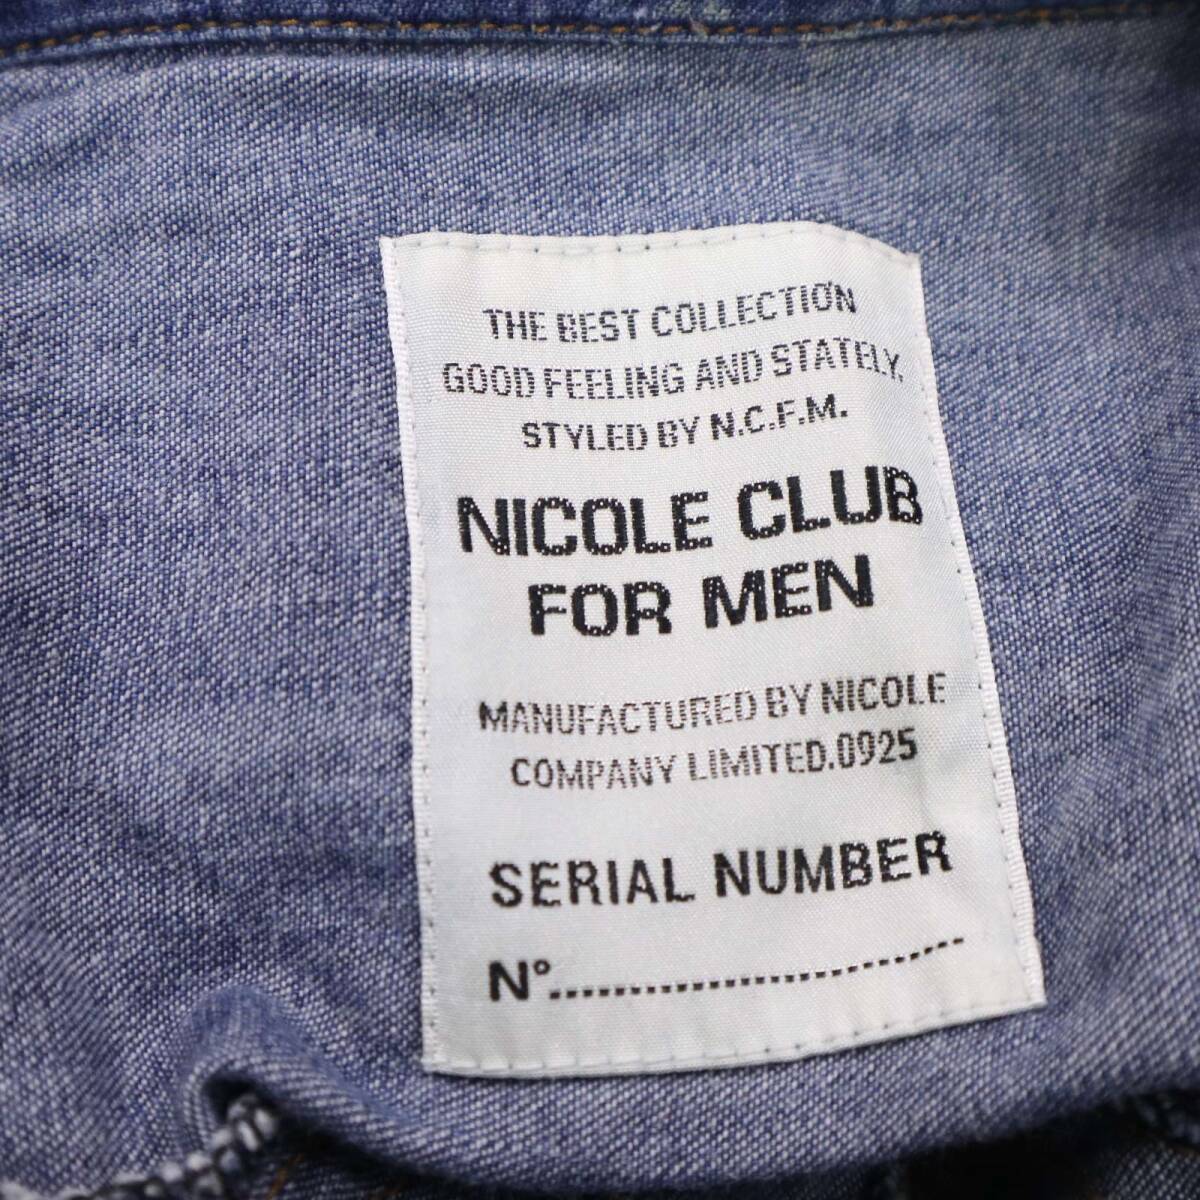 THE BEST COLLECTION
GOOD FEELING AND STATELY.
STYLED BY N.C.F.M.
NICOLE CLUB
FOR MEN
MANUFACTURED BY NICOLE
COMPANY LIMITED.0925
SERIAL NUMBER
N°..............................